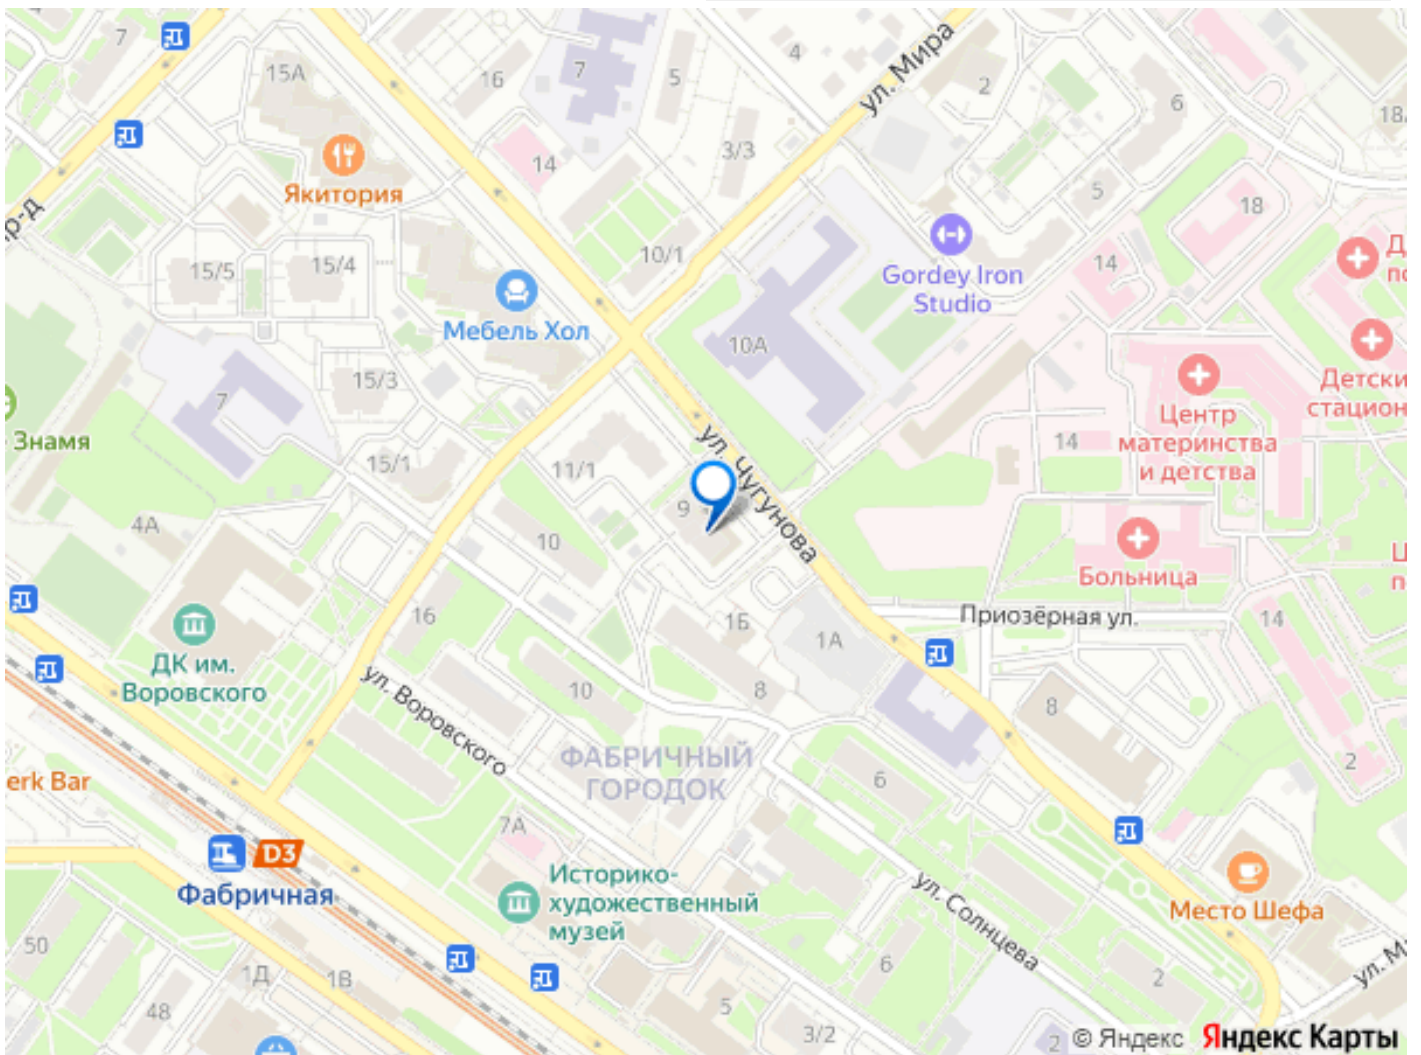 7
15А
16
7
5
4
ул. Мира
2
6
18
14
3/3
Якитория
5
18
пр-д
10/1
Gordey Iron
Studio
14
15/5
15/4
Мебель Хол
10А
Центр
материнства
и детства
Детски
стацион
15/3
7
Знамя
14
15/1
11/1
ул. Чугунова
9
4А
10
Больница
16
1Б
1А
Приозёрная ул.
14
ДК им.
Воровского
ул. Воровского
10
8
8
ФАБРИЧНЫЙ
ГОРОДОК
6
2
erk Bar
7А
D3
Фабричная
Историко-
художественный
музей
ул. Солнцева
Место Шефа
50
1Д
1В
6
2
ул. М
48
5
3/2
2
© Яндекс Яндекс Карты